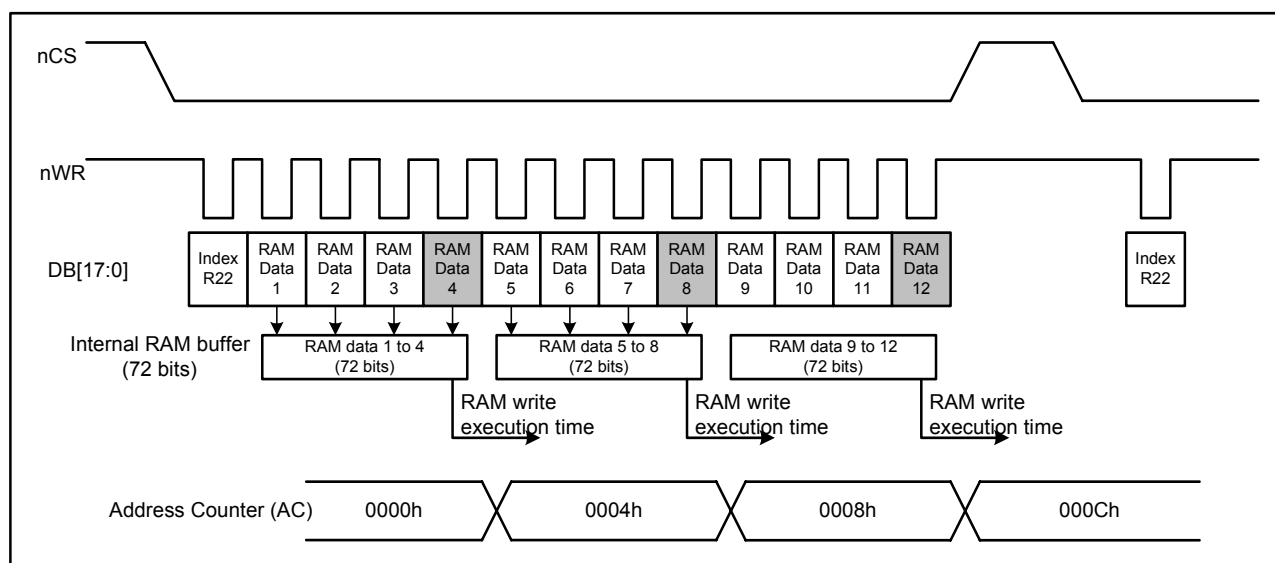 nCS
nWR
DB[17:0]
Index
R22
RAM
Data
1
RAM
Data
2
RAM
Data
3
RAM
Data
4
RAM
Data
5
RAM
Data
6
RAM
Data
7
RAM
Data
8
RAM
Data
9
RAM
Data
10
RAM
Data
11
RAM
Data
12
Index
R22
Internal RAM buffer
(72 bits)
RAM data 1 to 4
(72 bits)
RAM data 5 to 8
(72 bits)
RAM data 9 to 12
(72 bits)
RAM write
execution time
RAM write
execution time
RAM write
execution time
Address Counter (AC)
0000h
0004h
0008h
000Ch